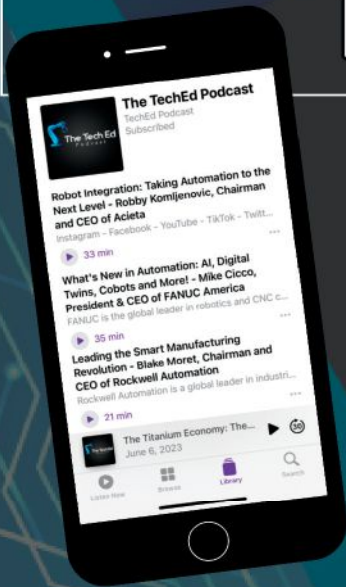 The TechEd Podcast
TechEd Podcast
Subscribed
The Tech Ed
Podcast
Robot Integration: Taking Automation to the
Next Level - Robby Komljenovic, Chairman
and CEO of Acieta
Instagram - Facebook - YouTube - TikTok - Twitt...
33 min
What's New in Automation: AI, Digital
Twins, Cobots and More! - Mike Cicco,
President & CEO of FANUC America
FANUC is the global leader in robotics and CNC c...
35 min
Leading the Smart Manufacturing
Revolution - Blake Moret, Chairman and
CEO of Rockwell Automation
Rockwell Automation is a global leader in industri...
21 min
The Titanium Economy: The...
June 6, 2023
30
Listen Now
Browse
Library
Search